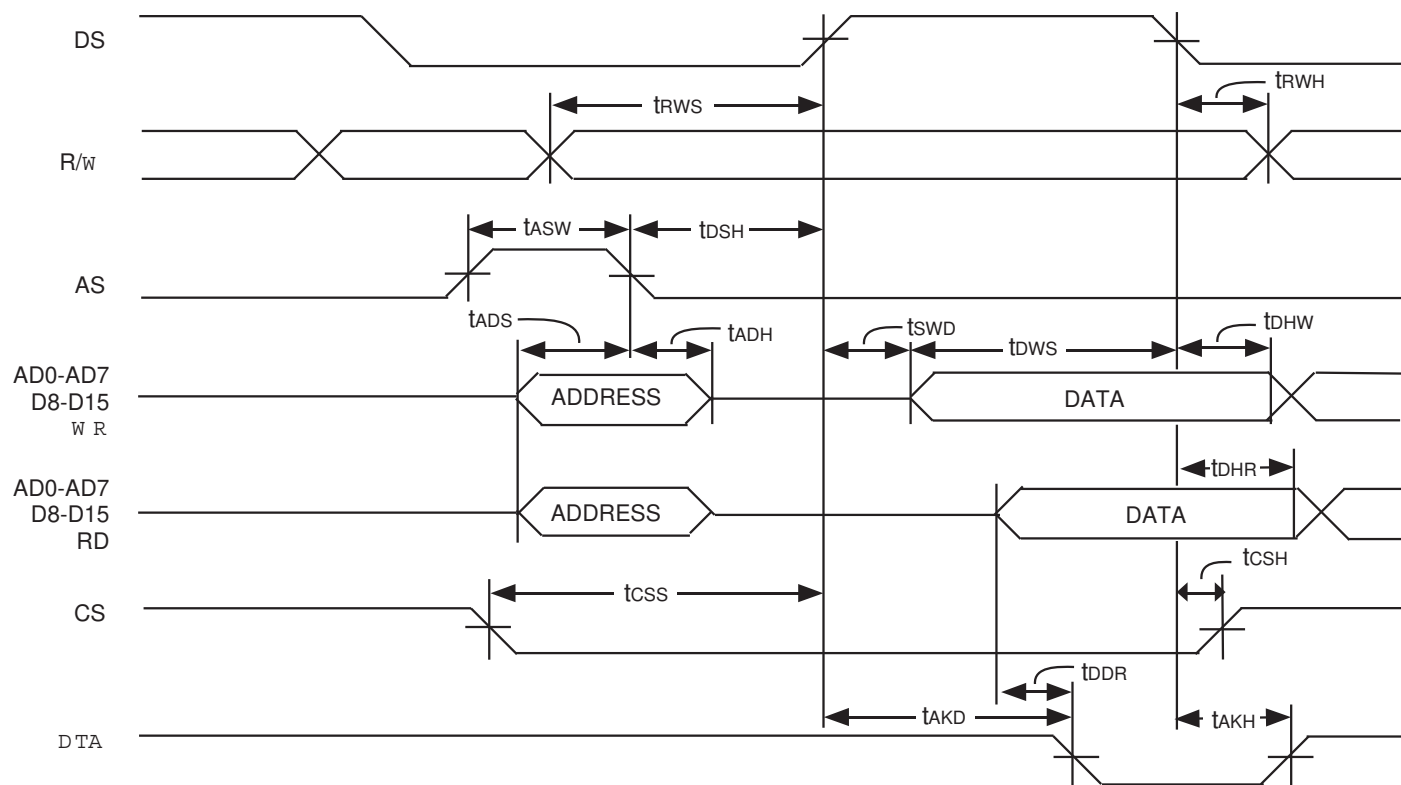 DS
tRWH
tRWS
R/W
tASW
tDSH
AS
tADS
tADH
tSWD
tDWS
tDHW
AD0-AD7
D8-D15
W R
ADDRESS
DATA
tDHR
AD0-AD7
D8-D15
RD
ADDRESS
DATA
tCSH
CS
tCSS
tDDR
tAKD
tAKH
DTA